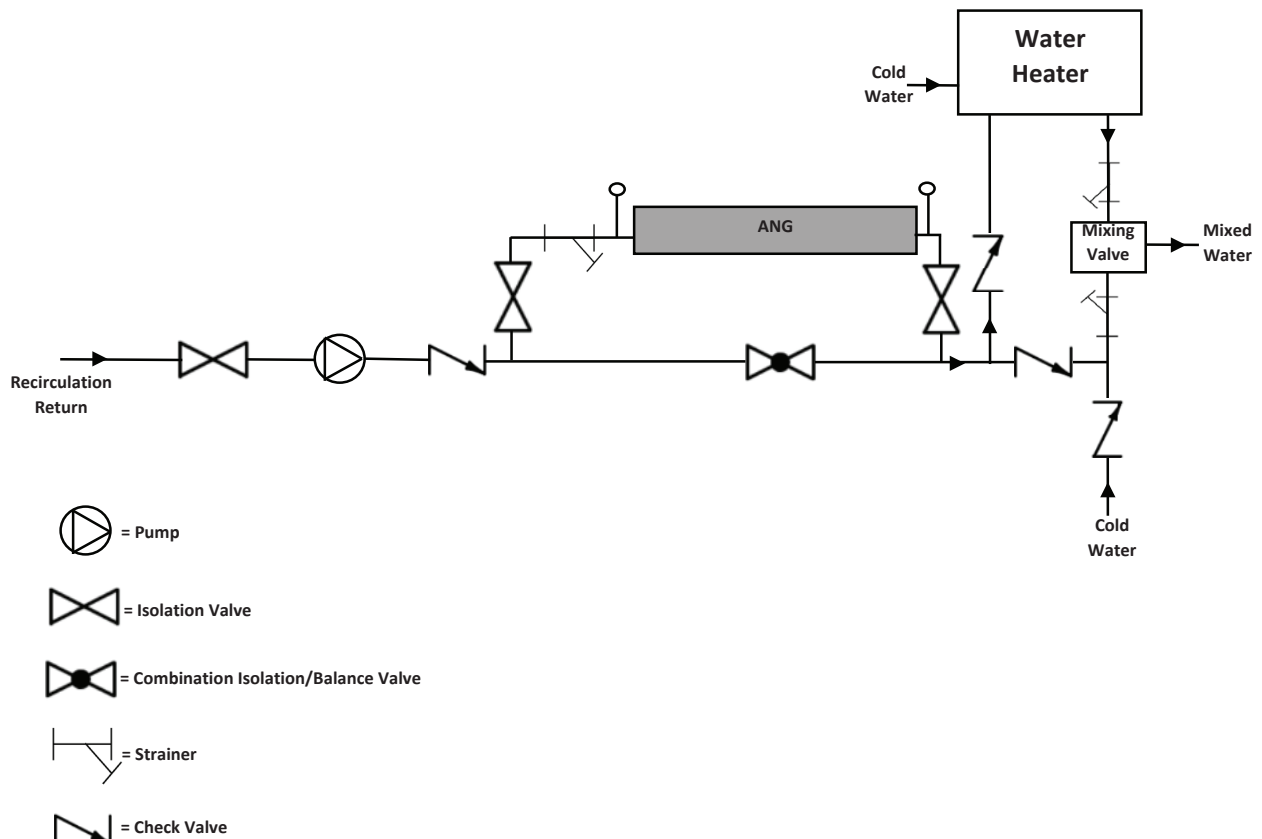 Water
Heater
Cold
Water
ANG
Mixing
Valve
Mixed
Water
Recirculation
Return
Cold
Water
= Pump
= Isolation Valve
= Combination Isolation/Balance Valve
= Strainer
= Check Valve